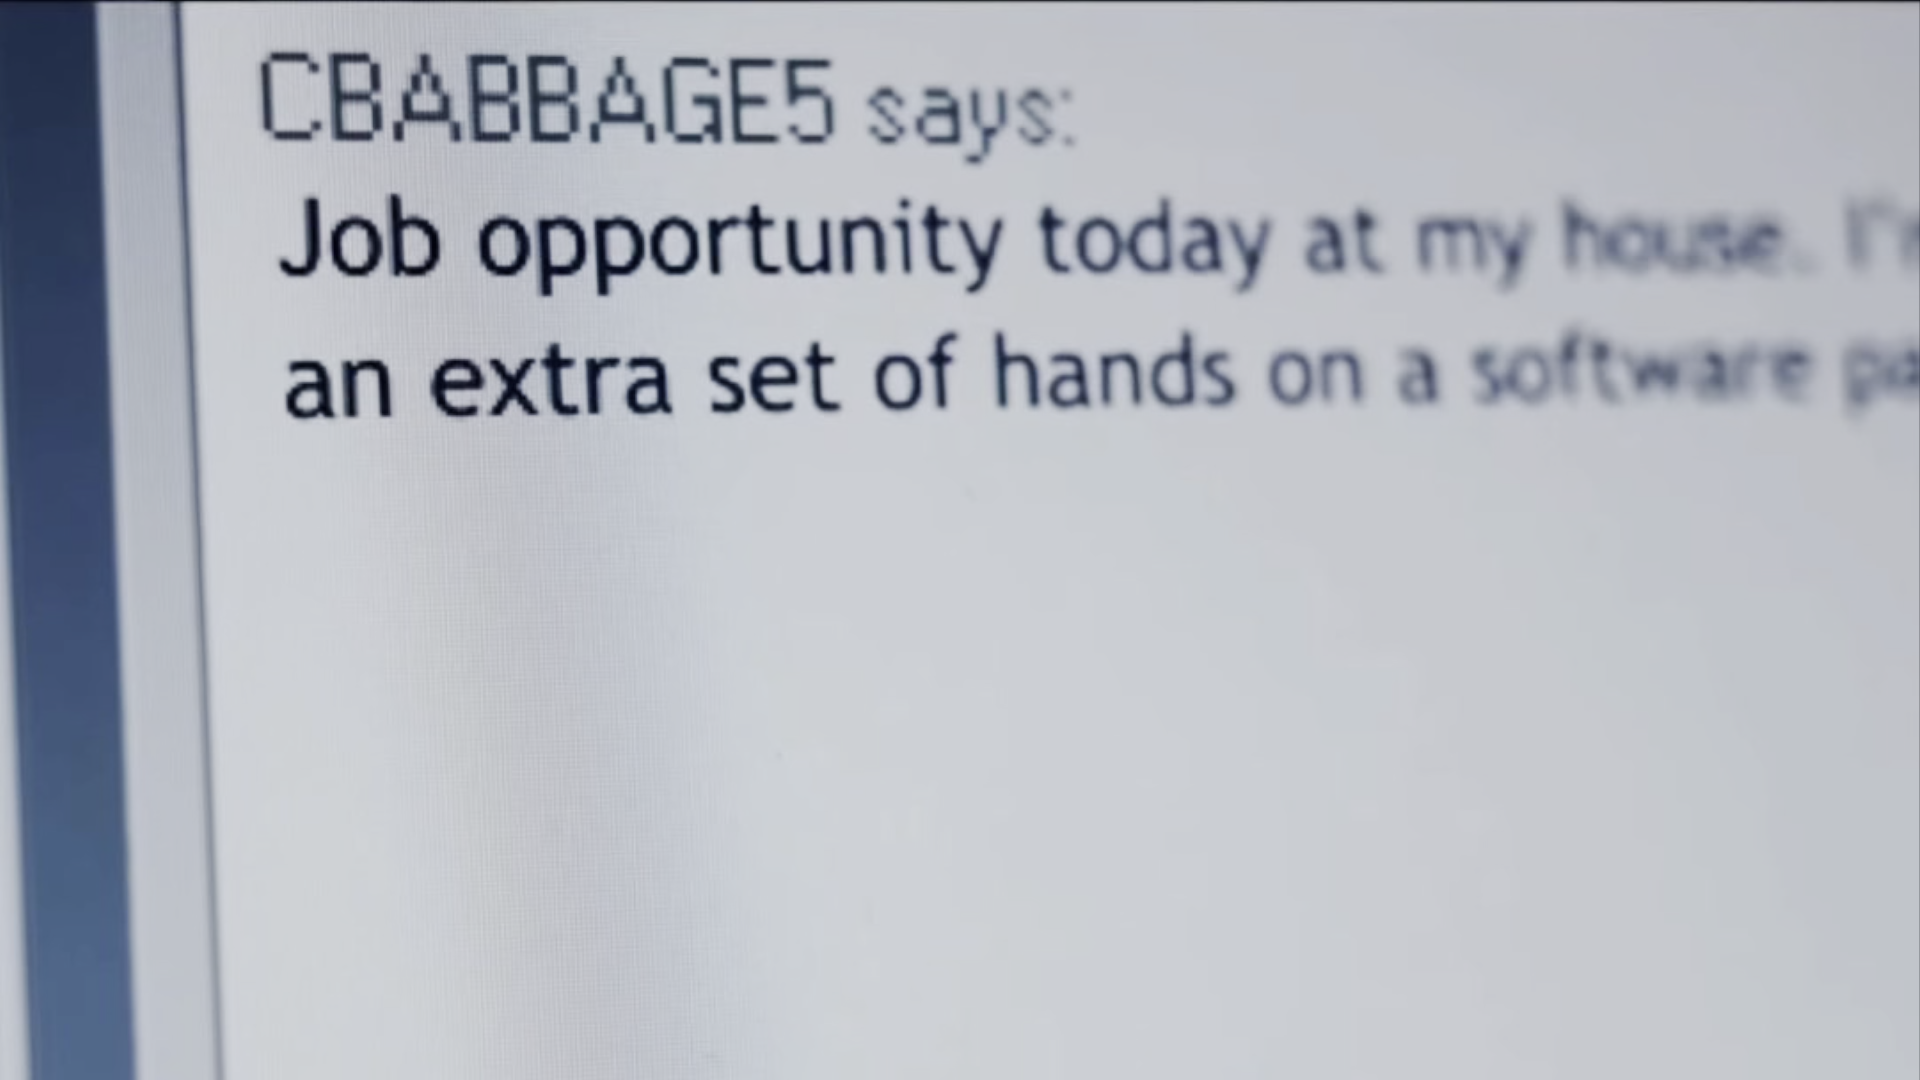 CBABBAGE5 says:
Job opportunity today at my house.
an extra set of hands on a software